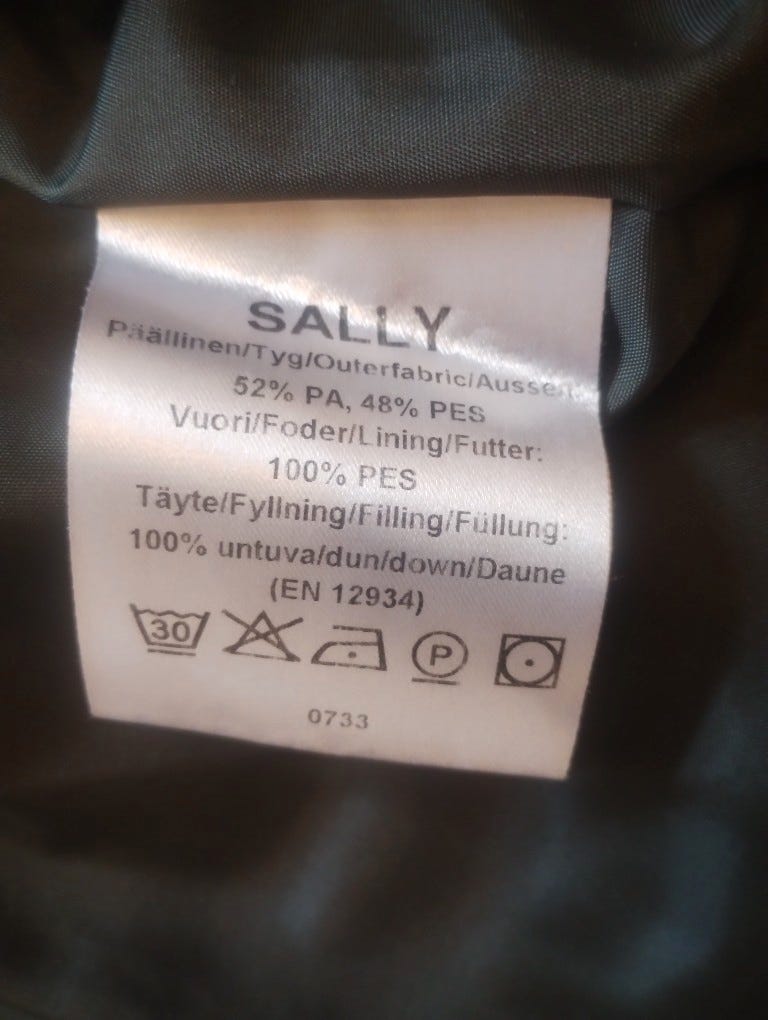 SALLY
Päällinen/Tyg/Outerfabric/Aussen
52% PA, 48% PES
Vuori/Foder/Lining/Futter:
100% PES
Täyte/Fyllning/Filling/Füllung:
100% untuva/dun/down/Daune
(EN 12934)
30 P
0733